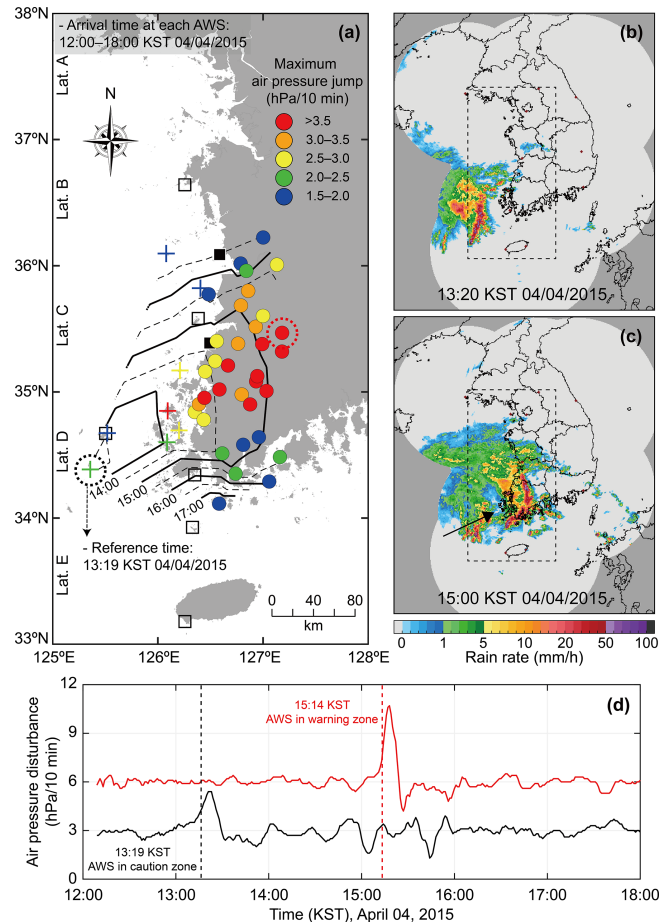 - Arrival time at each AWS:
12:00–18:00 KST 04/04/2015
(a)
Maximum
air pressure jump
(hPa/10 min)
>3.5
3.0–3.5
2.5–3.0
2.0–2.5
1.5–2.0
N
38°N
37°N
36°N
35°N
34°N
33°N
Lat. A
Lat. B
Lat. C
Lat. D
Lat. E
14:00
15:00
16:00
17:00
- Reference time:
13:19 KST 04/04/2015
0 40 80
km
125°E 126°E 127°E 128°E
(b)
13:20 KST 04/04/2015
(c)
15:00 KST 04/04/2015
0 1 5 10 20 50 100
Rain rate (mm/h)
(d)
Air pressure disturbance
(hPa/10 min)
12
9
6
3
0
15:14 KST
AWS in warning zone
13:19 KST
AWS in caution zone
12:00 13:00 14:00 15:00 16:00 17:00 18:00
Time (KST), April 04, 2015